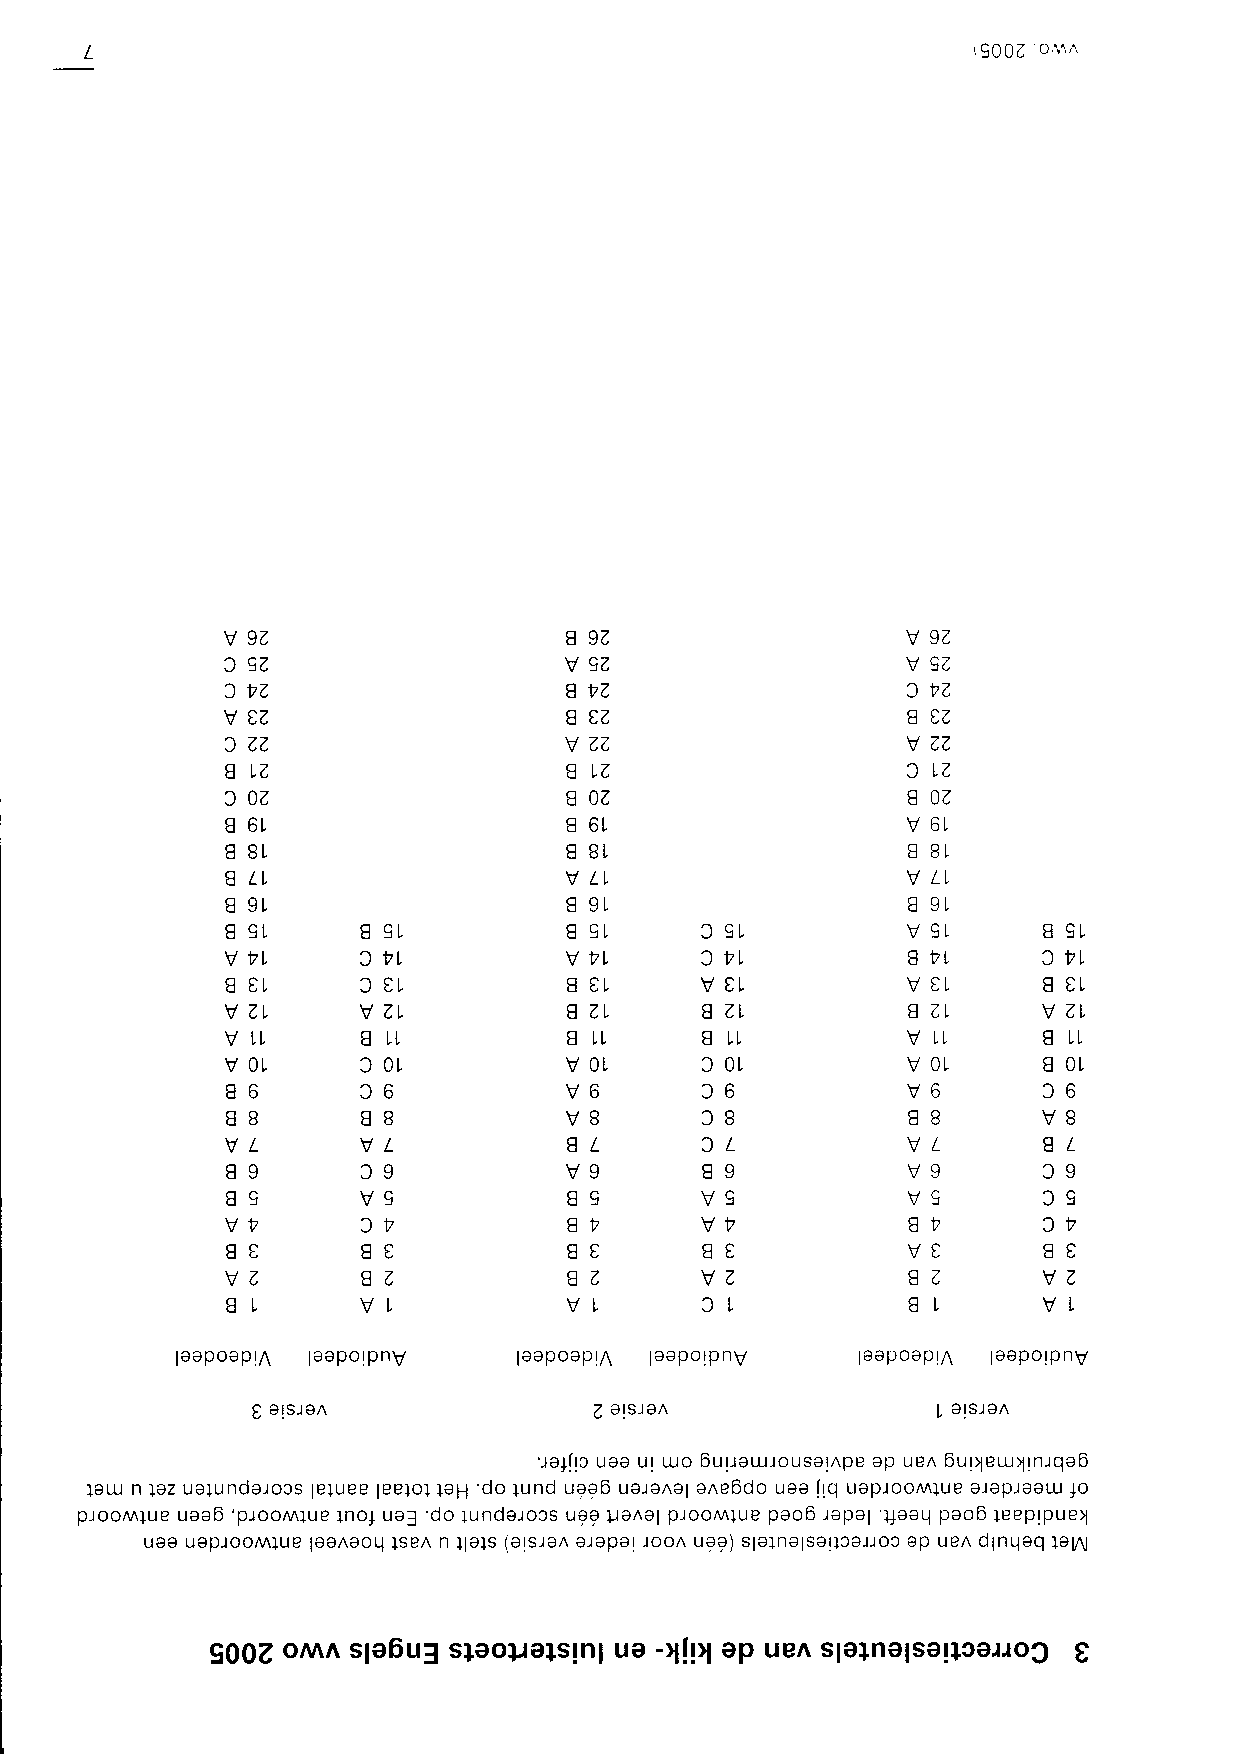 3 Correctiesleutels van de kijk- en luistertoets Engels vwo 2005
Met behulp van de correctiesleutels (één voor iedere versie) stelt u vast hoeveel antwoorden een
kandidaat goed heeft. Ieder goed antwoord levert één scorepunt op. Een fout antwoord, geen antwoord
of meerdere antwoorden bij een opgave leveren géén punt op. Het totaal aantal scorepunten zet u met
gebruikmaking van de adviesnormering om in een cijfer.
versie 1 versie 2 versie 3
Audiodeel Videodeel Audiodeel Videodeel Audiodeel Videodeel
1 A 1 B 1 C 1 A 1 A 1 B
2 A 2 B 2 A 2 B 2 B 2 A
3 B 3 A 3 B 3 B 3 B 3 B
4 C 4 B 4 A 4 B 4 C 4 A
5 C 5 A 5 A 5 B 5 A 5 B
6 C 6 A 6 B 6 A 6 C 6 B
7 B 7 A 7 C 7 B 7 A 7 A
8 A 8 B 8 C 8 A 8 B 8 B
9 C 9 A 9 C 9 A 9 C 9 B
10 B 10 A 10 C 10 A 10 C 10 A
11 B 11 A 11 B 11 B 11 B 11 A
12 A 12 B 12 B 12 B 12 A 12 A
13 B 13 A 13 A 13 B 13 C 13 B
14 C 14 B 14 C 14 A 14 C 14 A
15 B 15 A 15 C 15 B 15 B 15 B
16 B 16 B 16 B
17 A 17 A 17 B
18 B 18 B 18 B
19 A 19 B 19 B
20 B 20 B 20 C
21 C 21 B 21 B
22 A 22 A 22 C
23 B 23 B 23 A
24 C 24 B 24 C
25 A 25 A 25 C
26 A 26 B 26 A
vwo, 2005 7